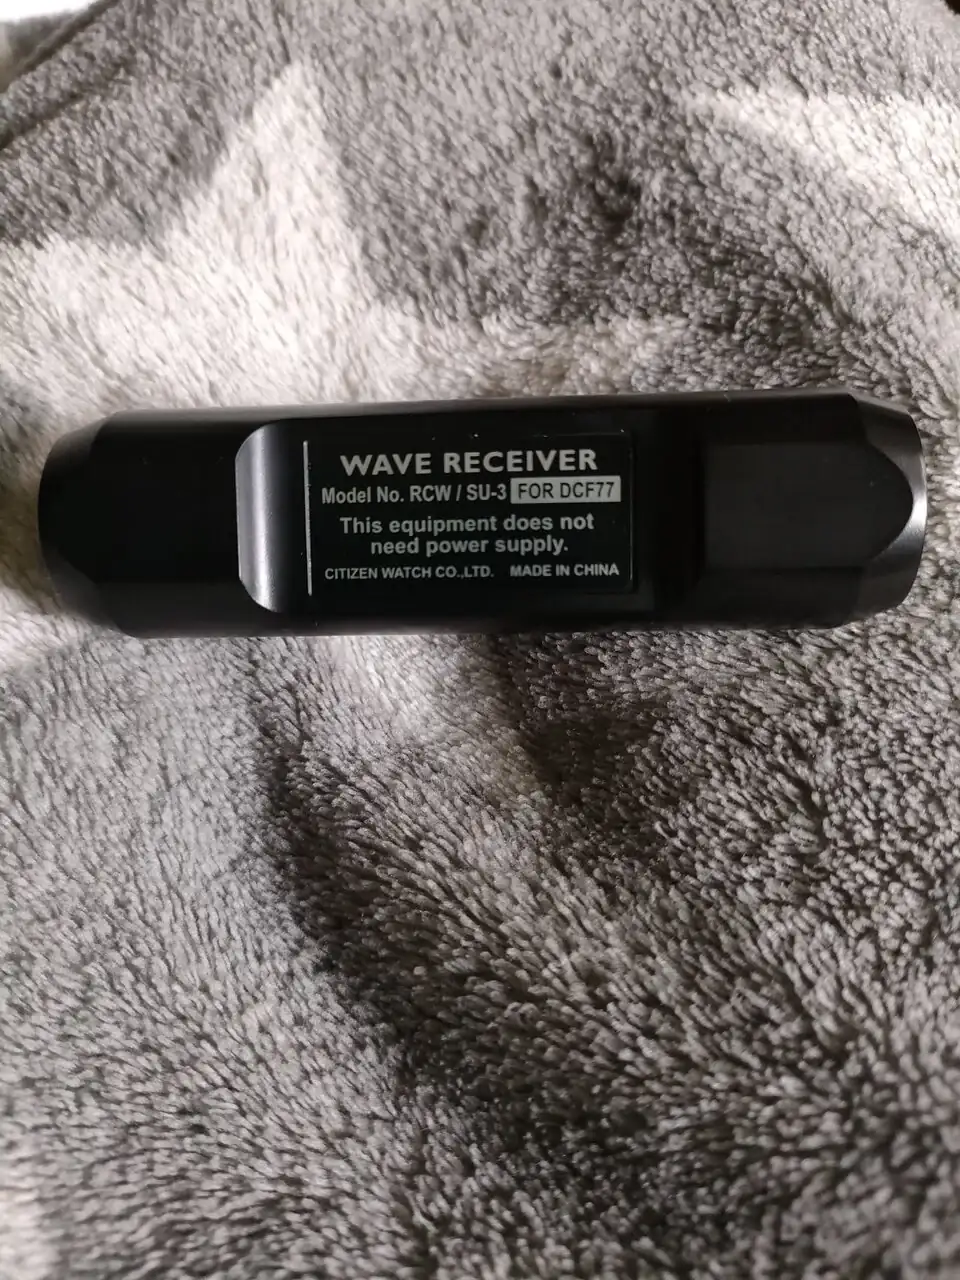 WAVE RECEIVER
Model No. RCW / SU-3 FOR DCF77
This equipment does not
need power supply.
CITIZEN WATCH CO.,LTD. MADE IN CHINA